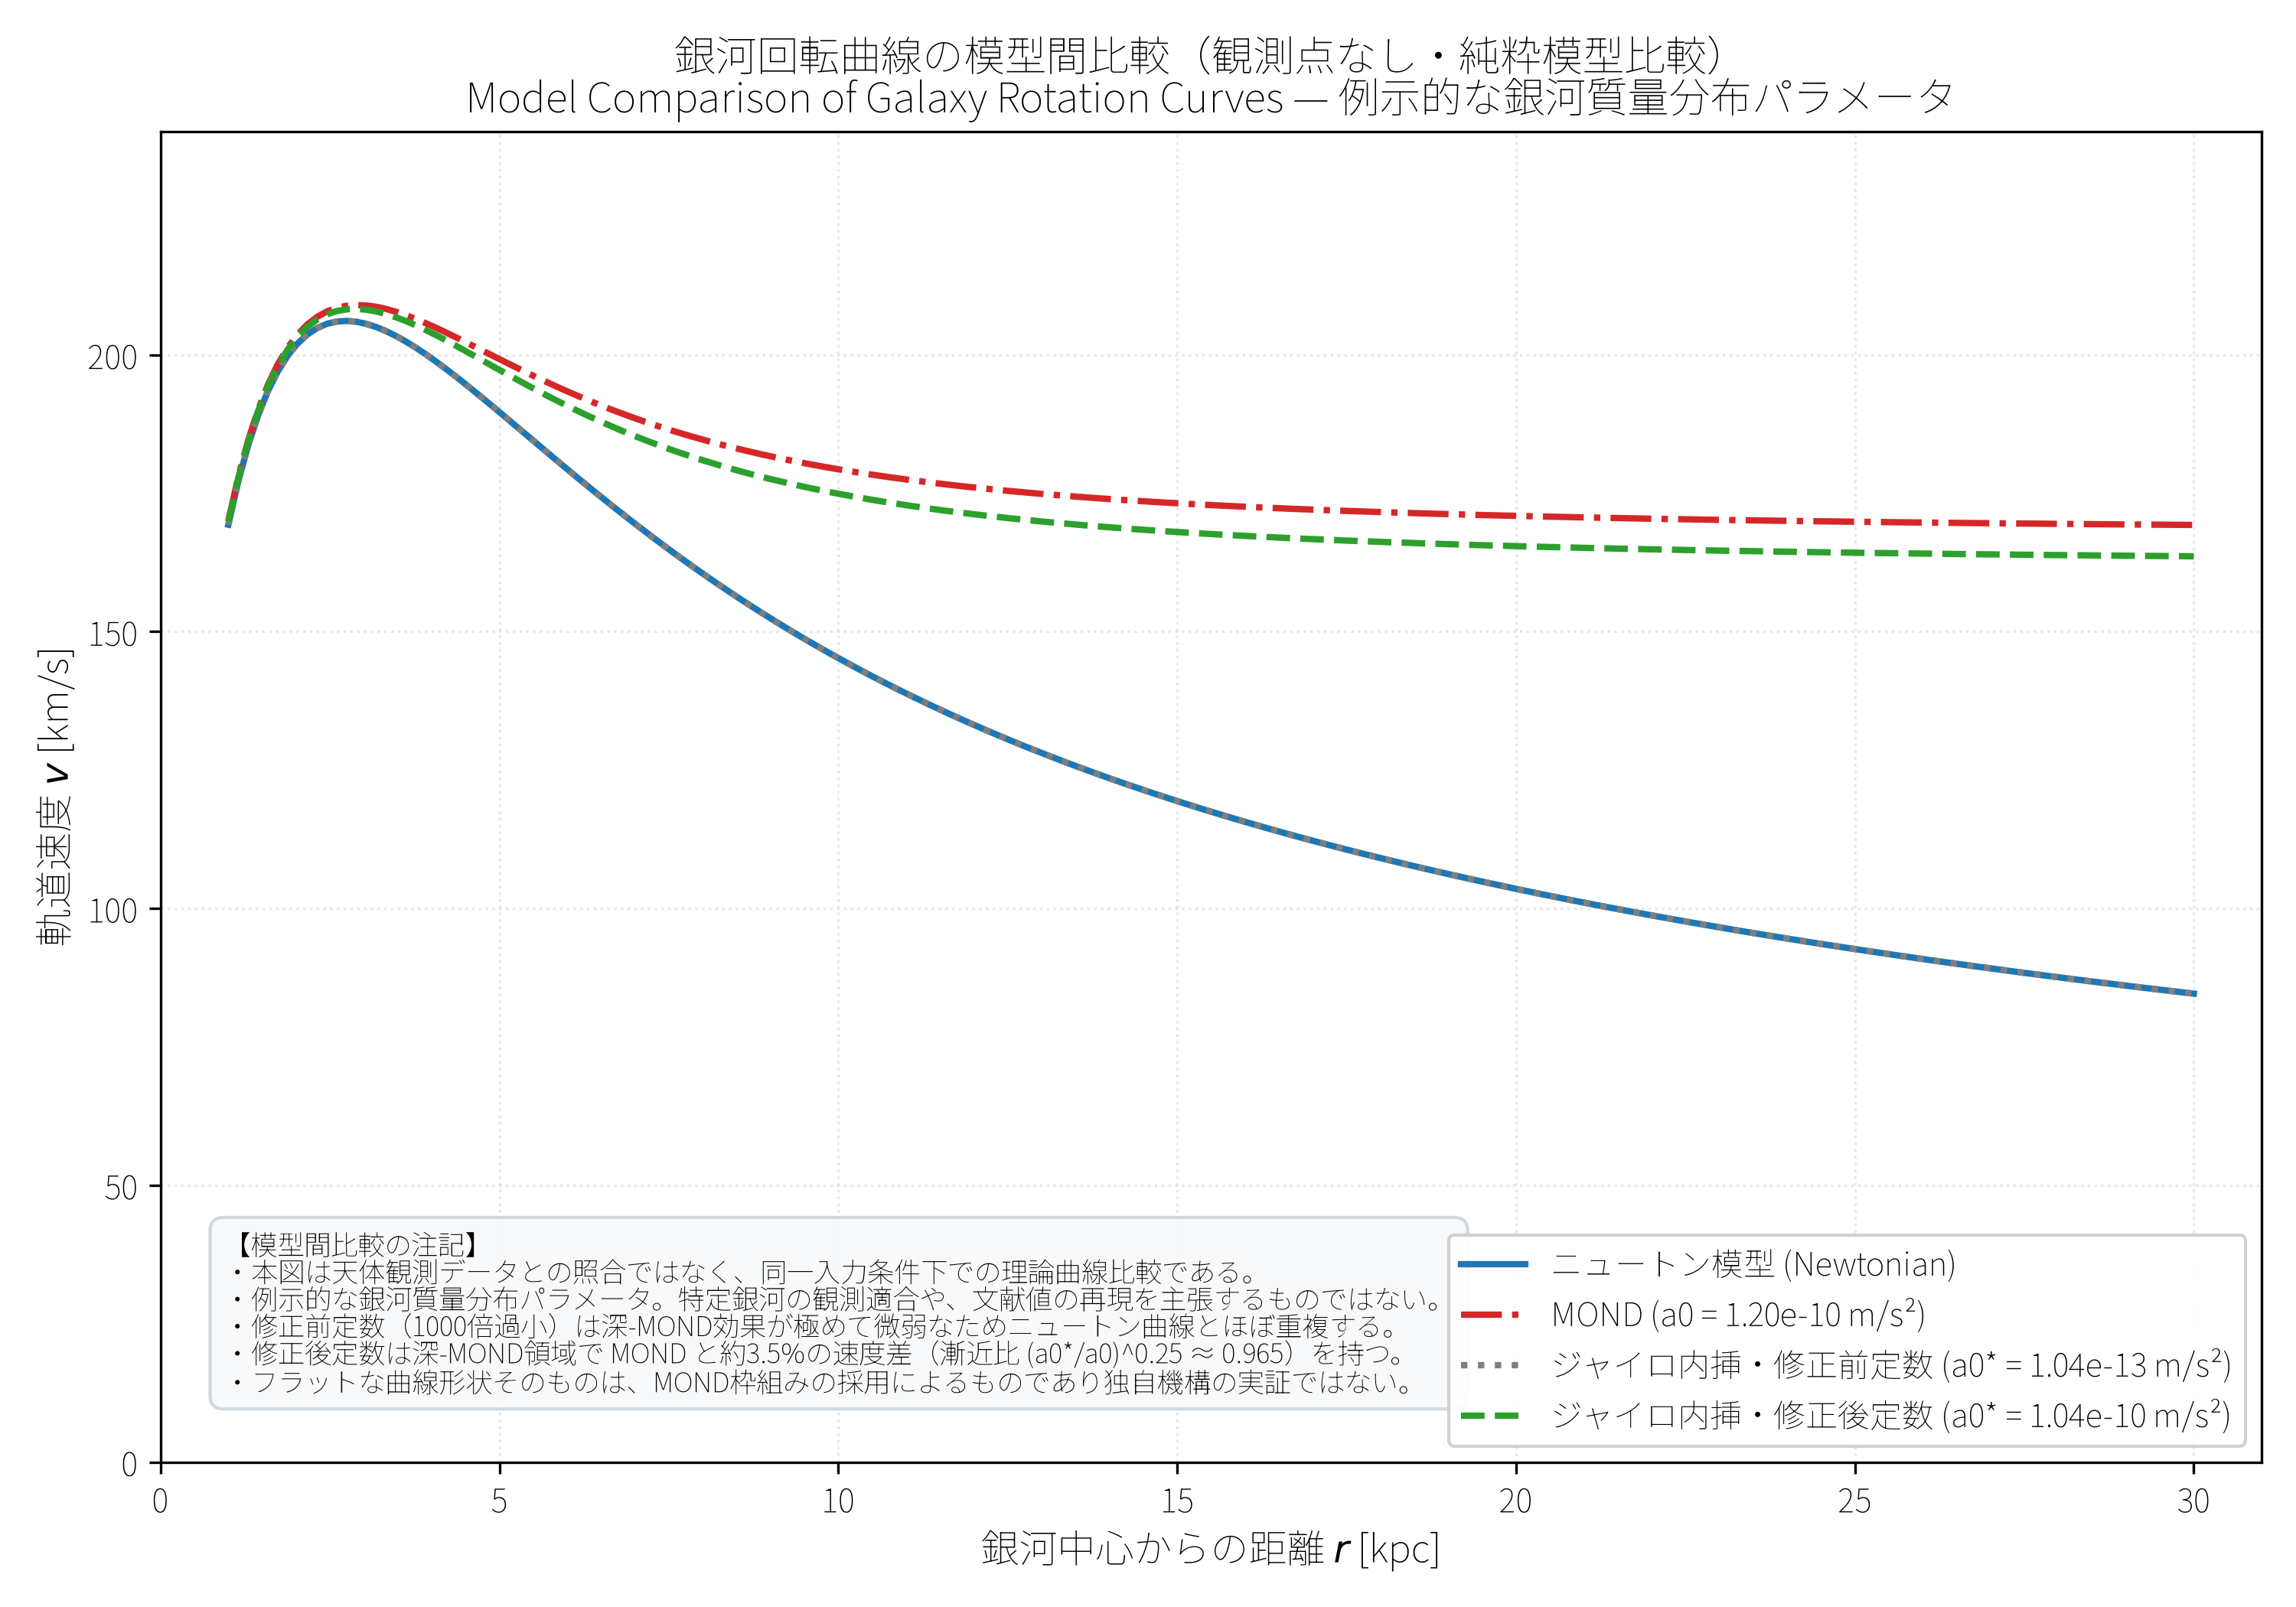 銀河回転曲線の模型間比較（観測点なし・純粋模型比較）
Model Comparison of Galaxy Rotation Curves — 例示的な銀河質量分布パラメータ
軌道速度 v [km/s]
200
150
100
50
0
【模型間比較の注記】
・本図は天体観測データとの照合ではなく、同一入力条件下での理論曲線比較である。
・例示的な銀河質量分布パラメータ。特定銀河の観測適合や、文献値の再現を主張するものではない。
・修正前定数（1000倍過小）は深-MOND効果が極めて微弱なためニュートン曲線とほぼ重複する。
・修正後定数は深-MOND領域で MOND と約3.5%の速度差（漸近比 (a0*/a0)^0.25 ≈ 0.965）を持つ。
・フラットな曲線形状そのものは、MOND枠組みの採用によるものであり独自機構の実証ではない。
ニュートン模型 (Newtonian)
MOND (a0 = 1.20e-10 m/s²)
ジャイロ内挿・修正前定数 (a0* = 1.04e-13 m/s²)
ジャイロ内挿・修正後定数 (a0* = 1.04e-10 m/s²)
0 5 10 15 20 25 30
銀河中心からの距離 r [kpc]